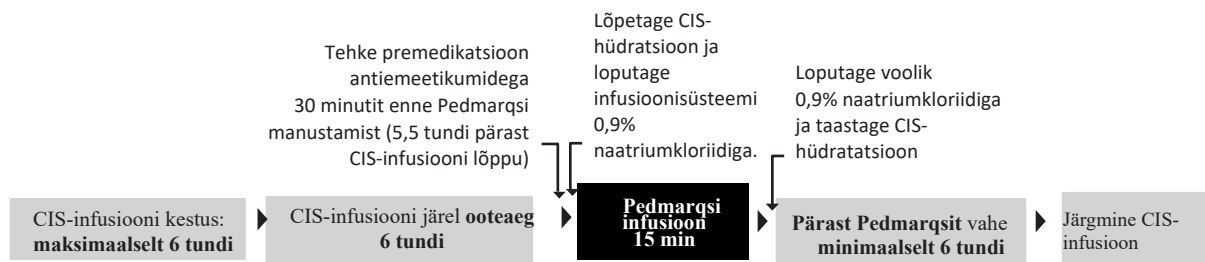 Tehke premedikatsioon
antiemeetikumidega
30 minutit enne Pedmarqsi
manustamist (5,5 tundi pärast
CIS-infusiooni lõppu)
Lõpetage CIS-
hüdratsioon ja
loputage
infusioonisüsteemi
0,9%
naatriumkloriidiga.
Loputage voolik
0,9% naatriumkloriidiga
ja taastage CIS-
hüdratatsioon
CIS-infusiooni kestus:
maksimaalselt 6 tundi
CIS-infusiooni järel ooteaeg
6 tundi
Pedmarqsi
infusioon
15 min
Pärast Pedmarqsit vahe
minimaalselt 6 tundi
Järgmine CIS-
infusioon